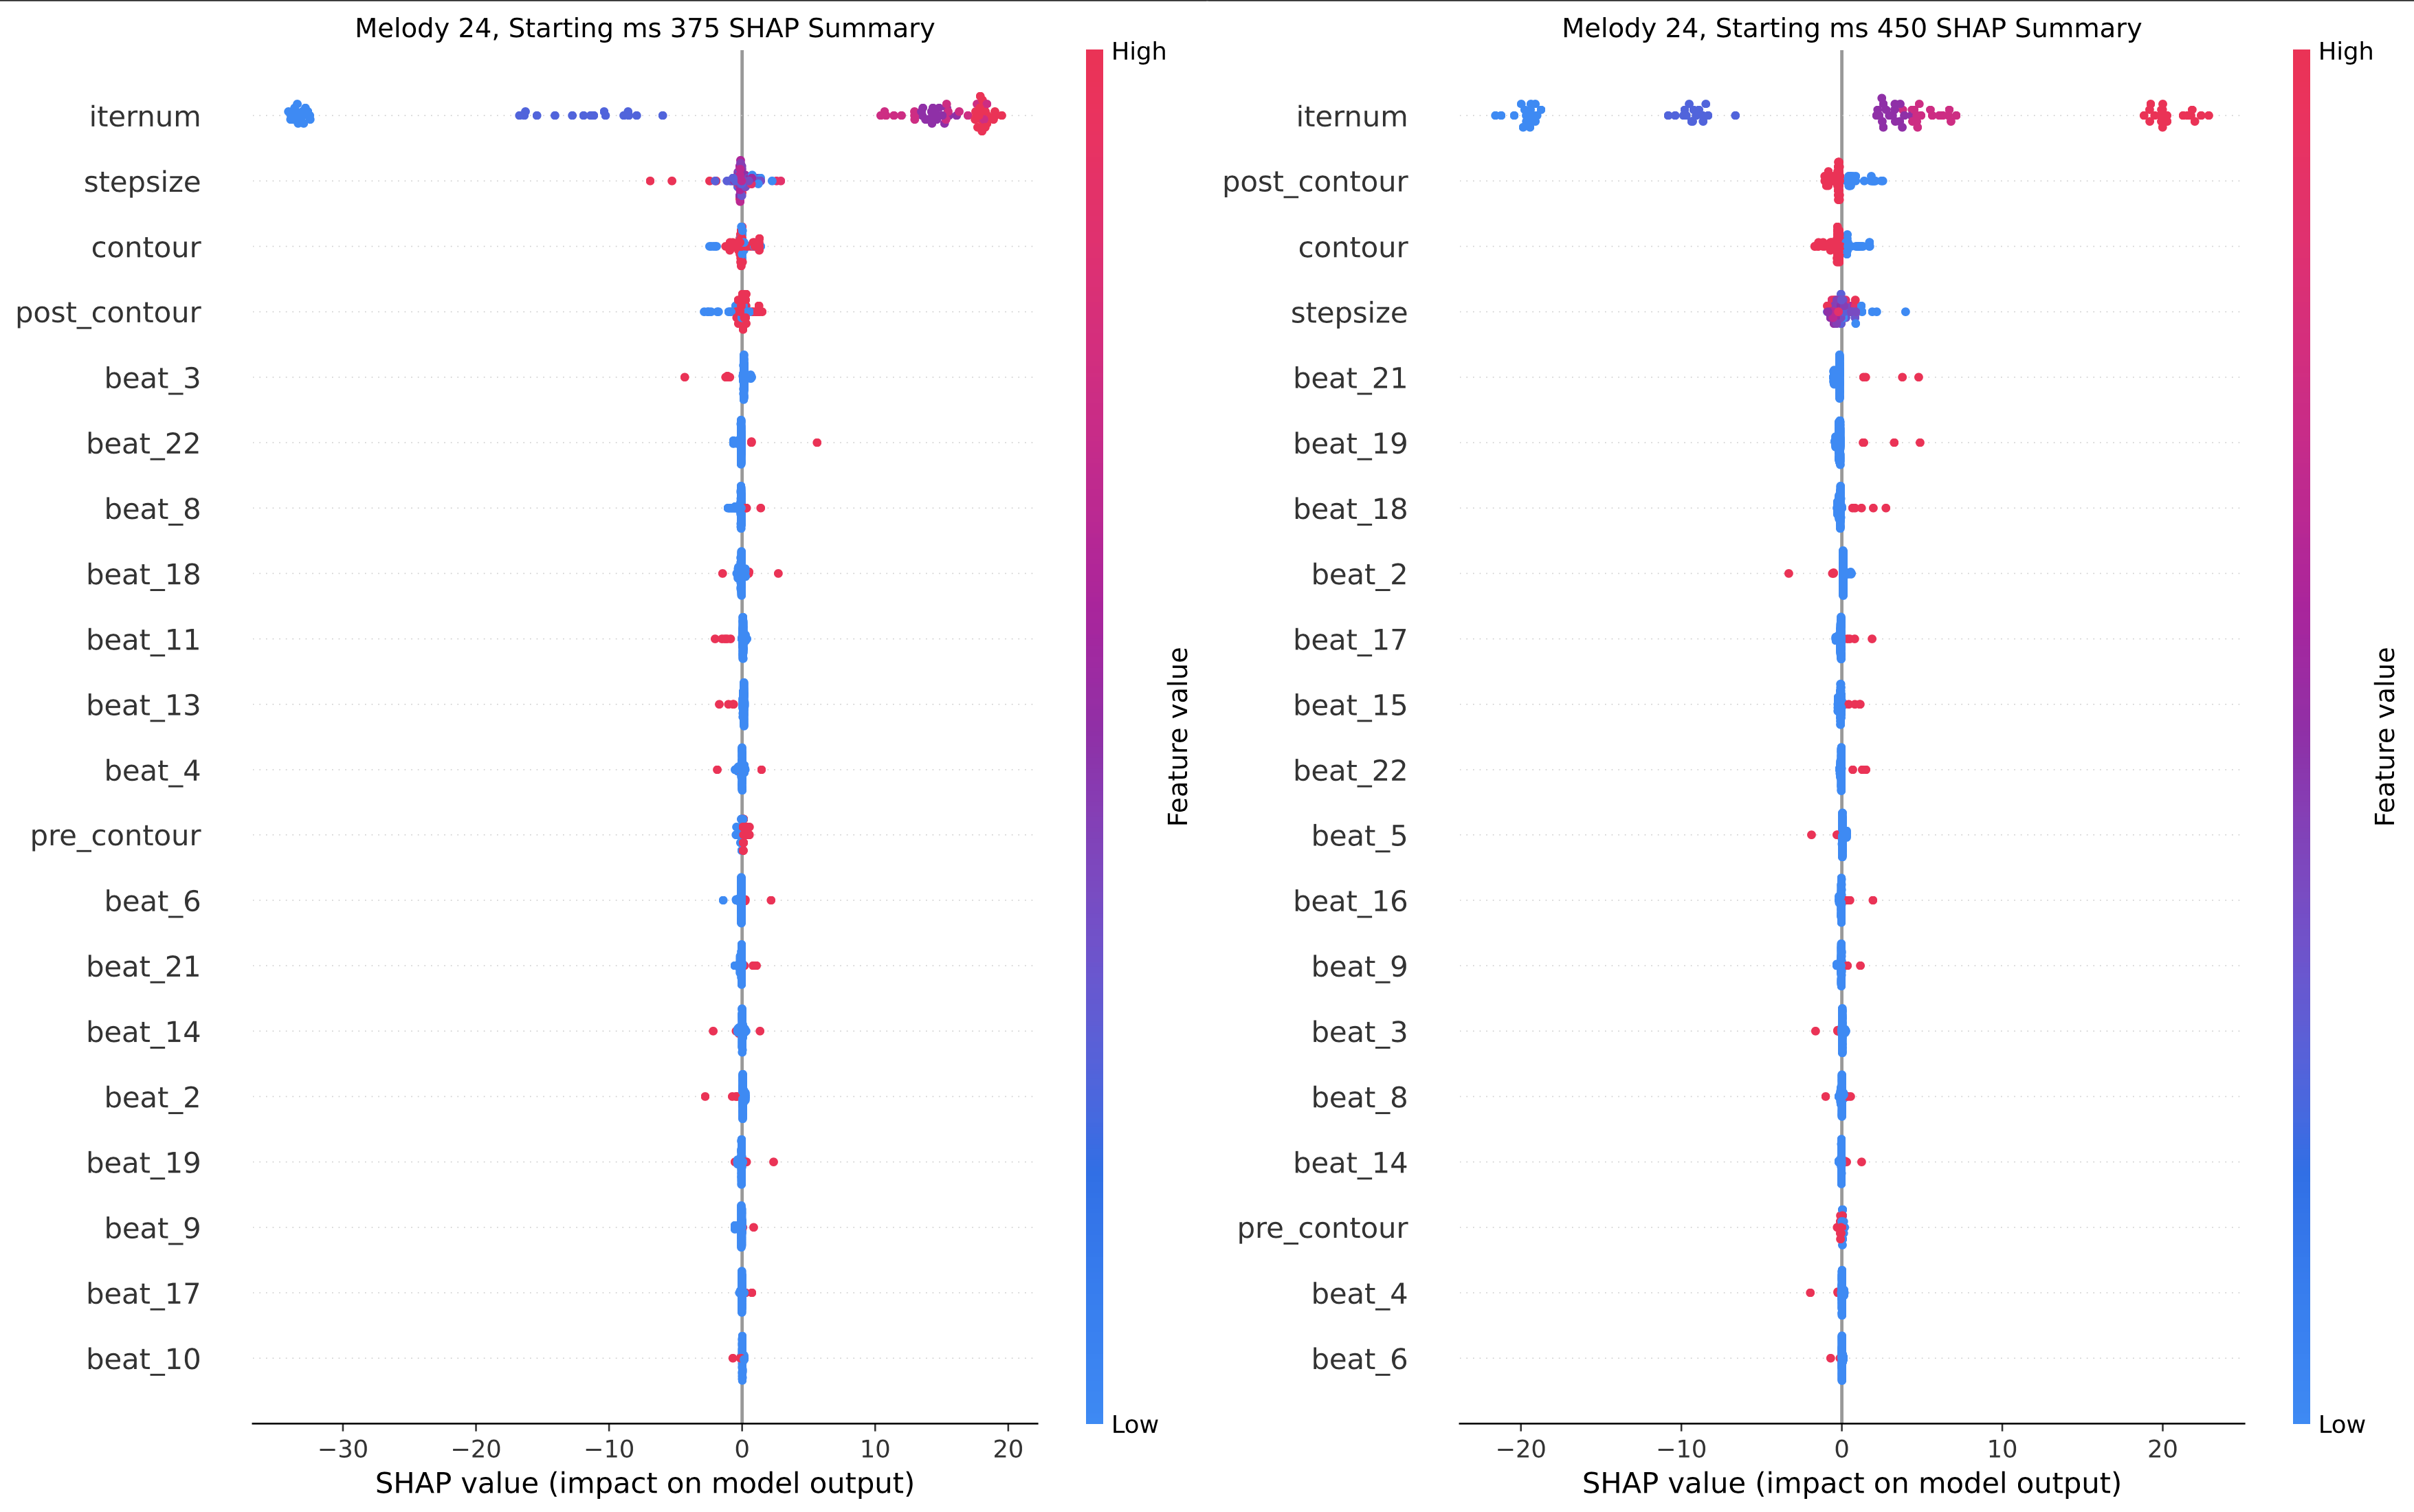 Melody 24, Starting ms 375 SHAP Summary
High
iternum
stepsize
contour
post_contour
beat_3
beat_22
beat_8
beat_18
beat_11
beat_13
beat_4
pre_contour
beat_6
beat_21
beat_14
beat_2
beat_19
beat_9
beat_17
beat_10
Feature value
Low
−30 −20 −10 0 10 20
SHAP value (impact on model output)
Melody 24, Starting ms 450 SHAP Summary
High
iternum
post_contour
contour
stepsize
beat_21
beat_19
beat_18
beat_2
beat_17
beat_15
beat_22
beat_5
beat_16
beat_9
beat_3
beat_8
beat_14
pre_contour
beat_4
beat_6
Feature value
Low
−20 −10 0 10 20
SHAP value (impact on model output)